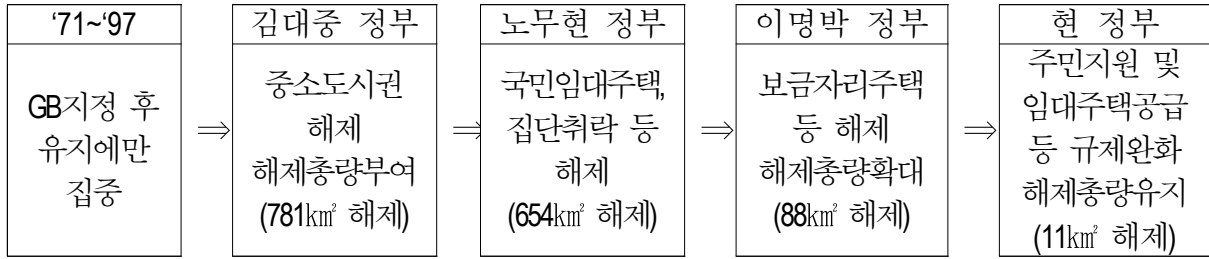 '71~'97
GB지정 후
유지에만
집중
⇒
김대중 정부
중소도시권
해제
해제총량부여
(781㎢ 해제)
⇒
노무현 정부
국민임대주택,
집단취락 등
해제
(654㎢ 해제)
⇒
이명박 정부
보금자리주택
등 해제
해제총량확대
(88㎢ 해제)
⇒
현 정부
주민지원 및
임대주택공급
등 규제완화
해제총량유지
(11㎢ 해제)